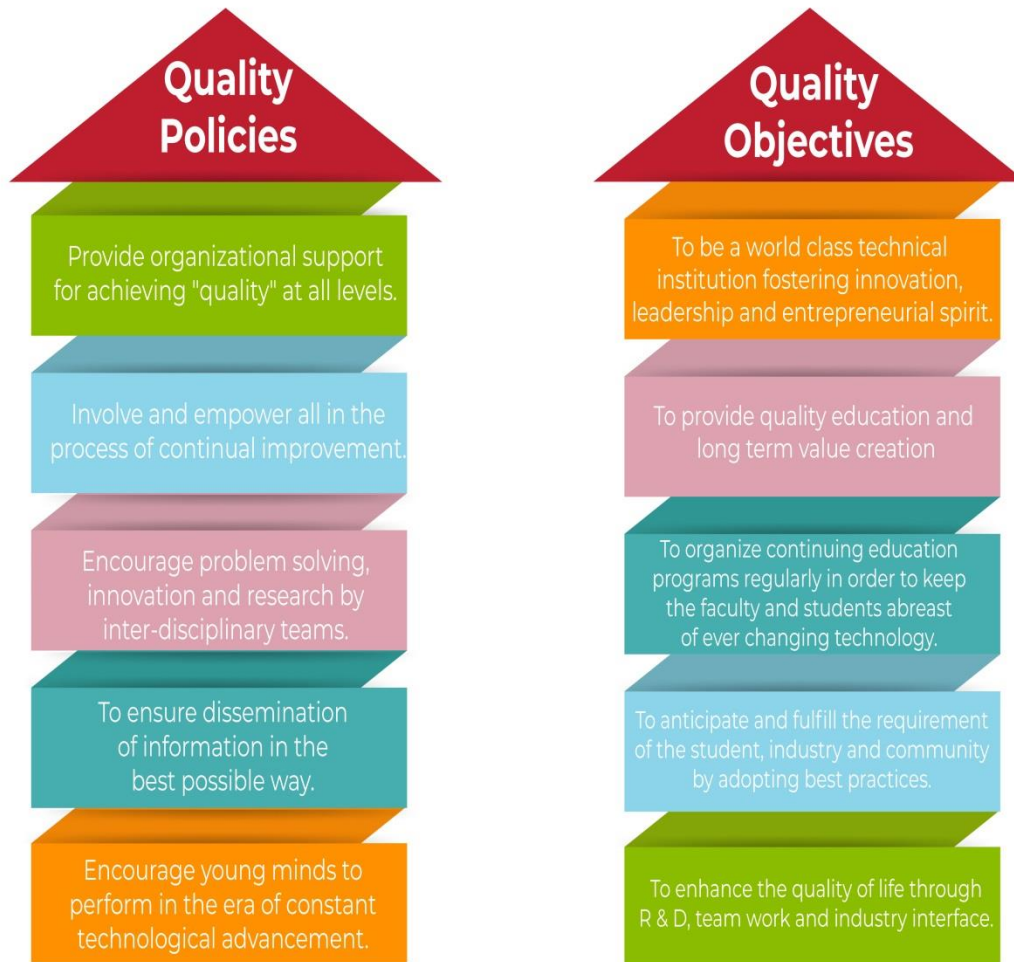 Quality
Policies
Provide organizational support
for achieving "quality" at all levels.
Involve and empower all in the
process of continual improvement.
Encourage problem solving,
innovation and research by
inter-disciplinary teams.
To ensure dissemination
of information in the
best possible way.
Encourage young minds to
perform in the era of constant
technological advancement.
Quality
Objectives
To be a world class technical
institution fostering innovation,
leadership and entrepreneurial spirit.
To provide quality education and
long term value creation
To organize continuing education
programs regularly in order to keep
the faculty and students abreast
of ever changing technology.
To anticipate and fulfill the requirement
of the student, industry and community
by adopting best practices.
To enhance the quality of life through
R & D, team work and industry interface.